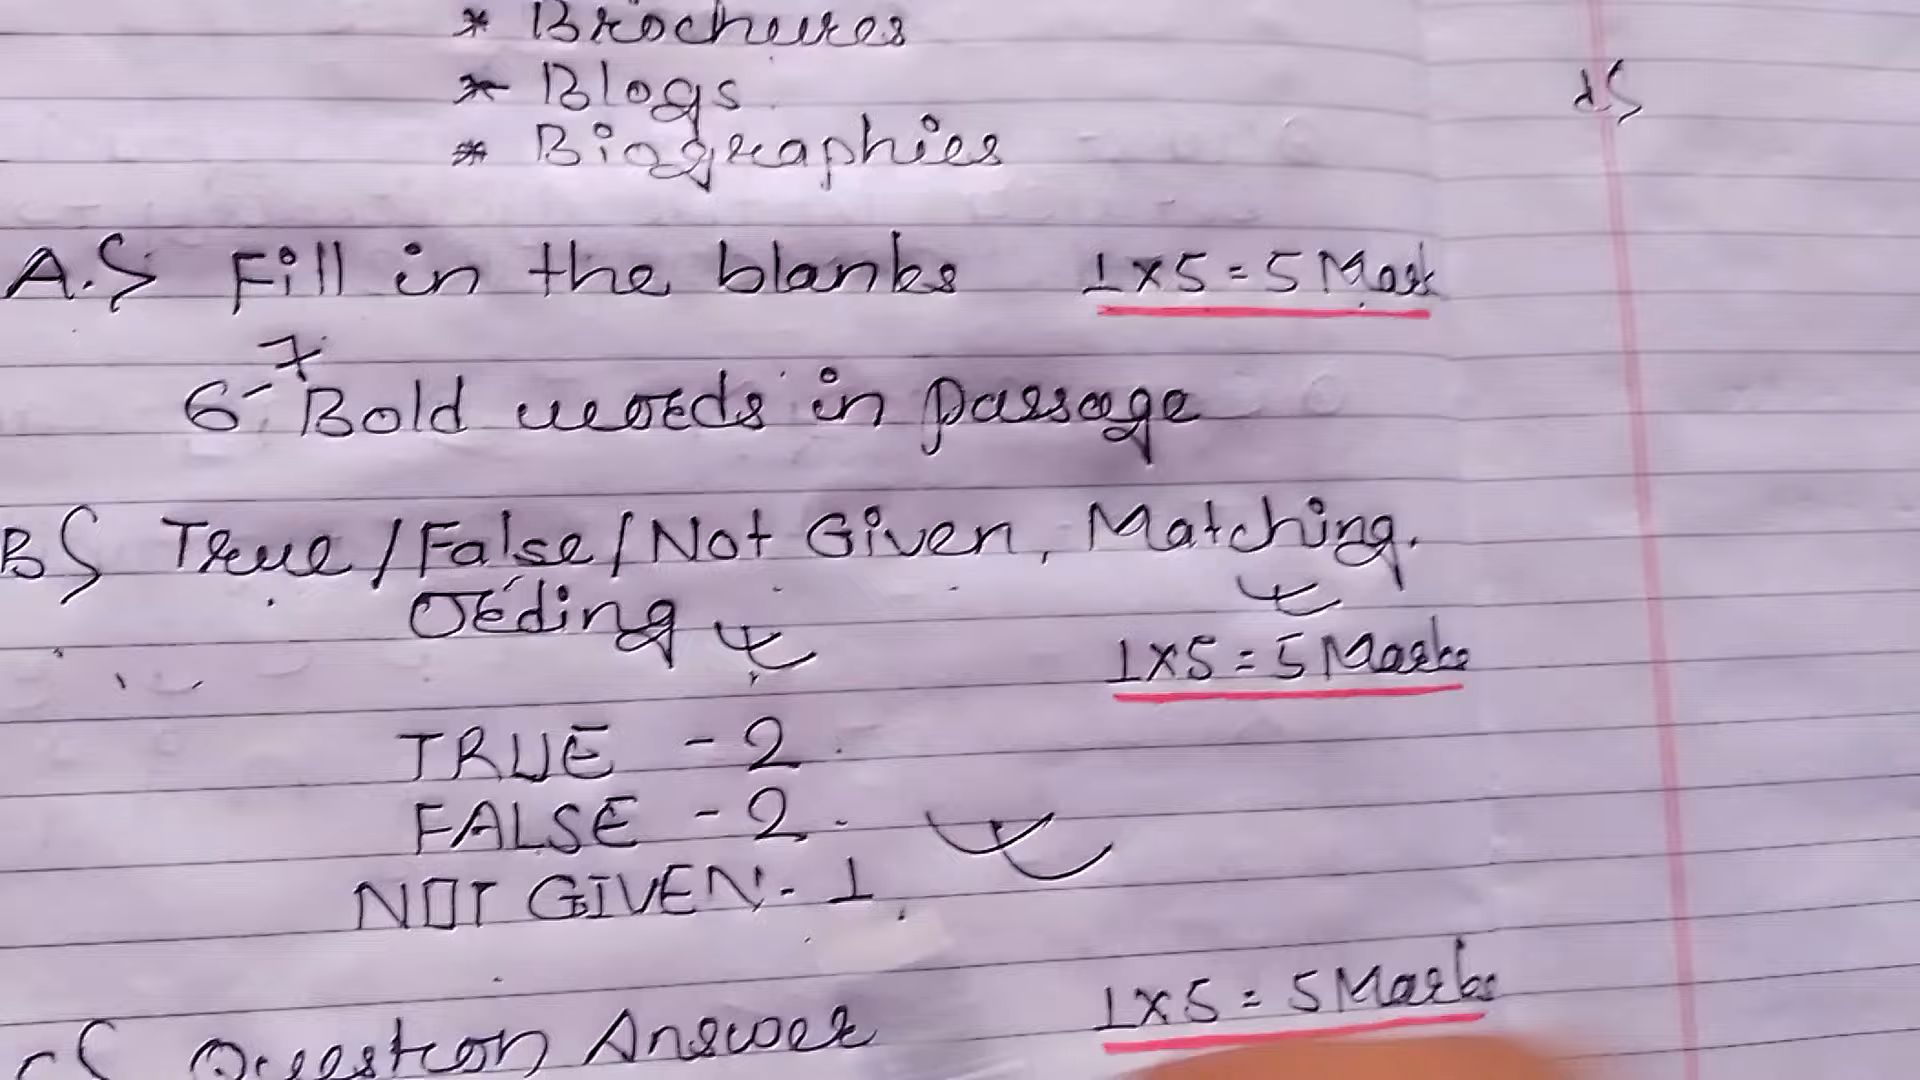 * Brochures
* Blogs
* Biographies
A.S Fill in the blanks 1x5 = 5 Mark
6-7 Bold words in passage
BS True/False/Not Given, Matching.
Ording
1x5 = 5 Marks
TRUE - 2
FALSE - 2.
NOT GIVEN - 1
Question Answer 1x5 = 5 Marks